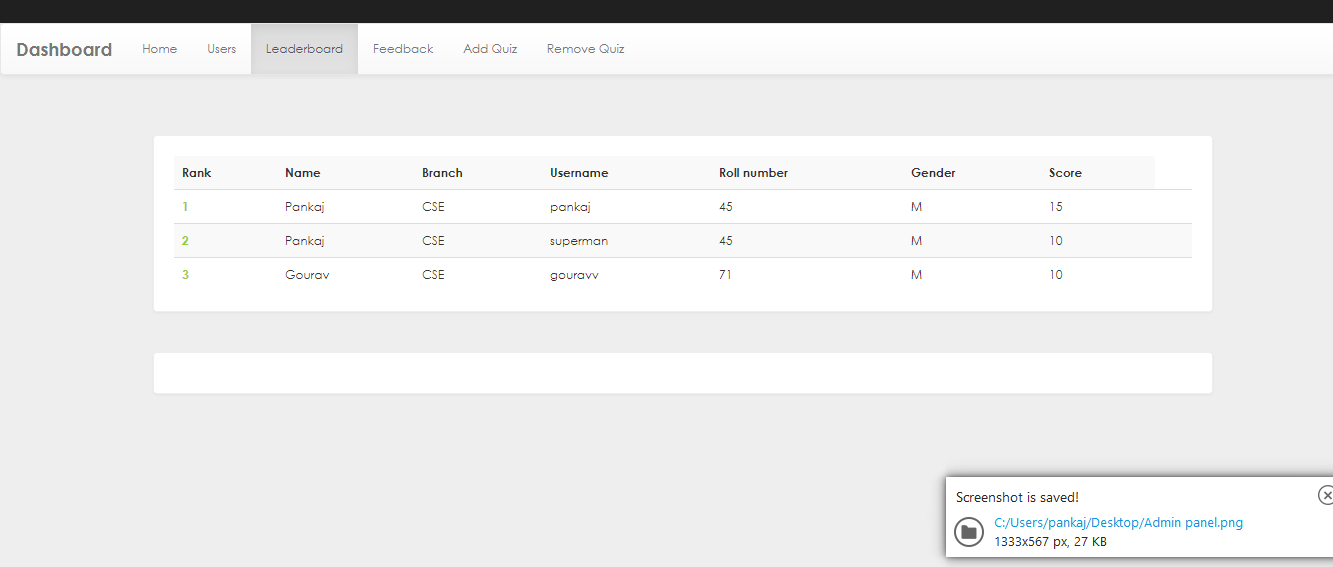 Dashboard Home Users Leaderboard Feedback Add Quiz Remove Quiz
Rank Name Branch Username Roll number Gender Score
1 Pankaj CSE pankaj 45 M 15
2 Pankaj CSE superman 45 M 10
3 Gourav CSE gouravv 71 M 10
Screenshot is saved!
C:/Users/pankaj/Desktop/Admin panel.png
1333x567 px, 27 KB